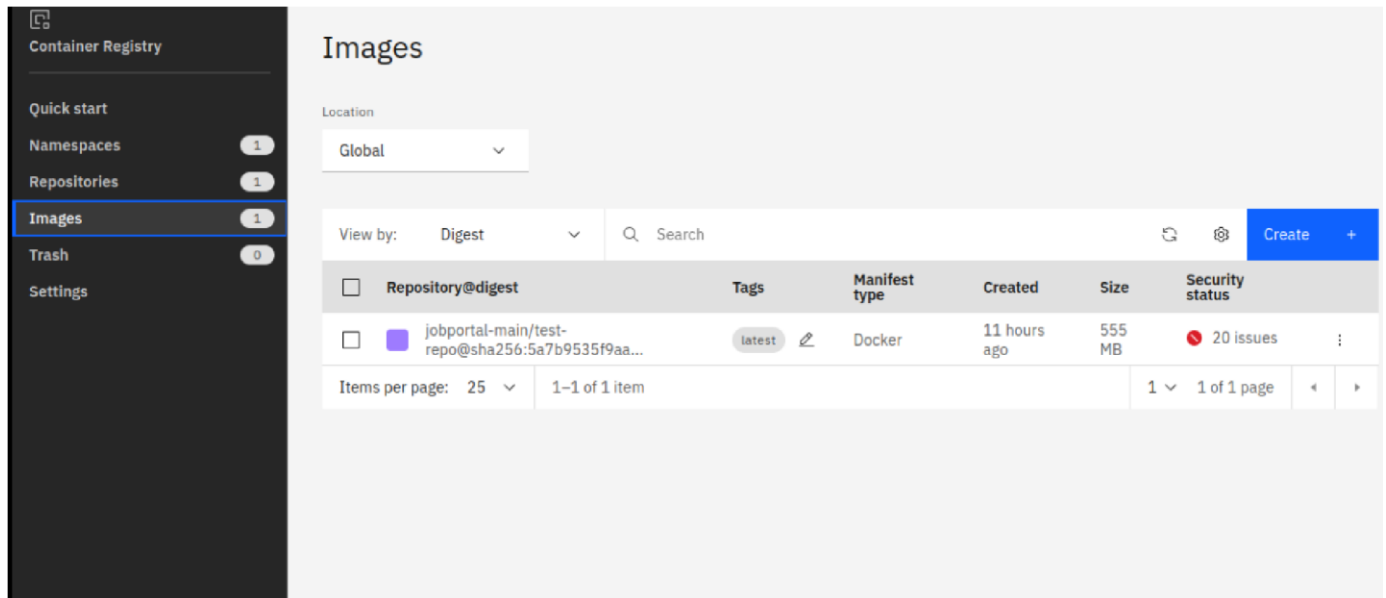 Container Registry
Quick start
Namespaces 1
Repositories 1
Images 1
Trash 0
Settings
Images
Location
Global
View by: Digest Search Create +
Repository@digest Tags Manifest type Created Size Security status
jobportal-main/test-
repo@sha256:5a7b9535f9aa... latest Docker 11 hours ago 555 MB 20 issues
Items per page: 25 1–1 of 1 item 1 1 of 1 page